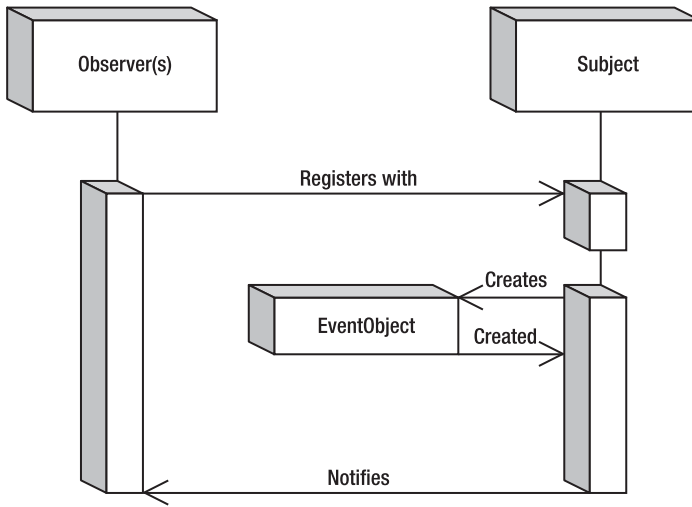 Observer(s)
Subject
Registers with
Creates
EventObject
Created
Notifies